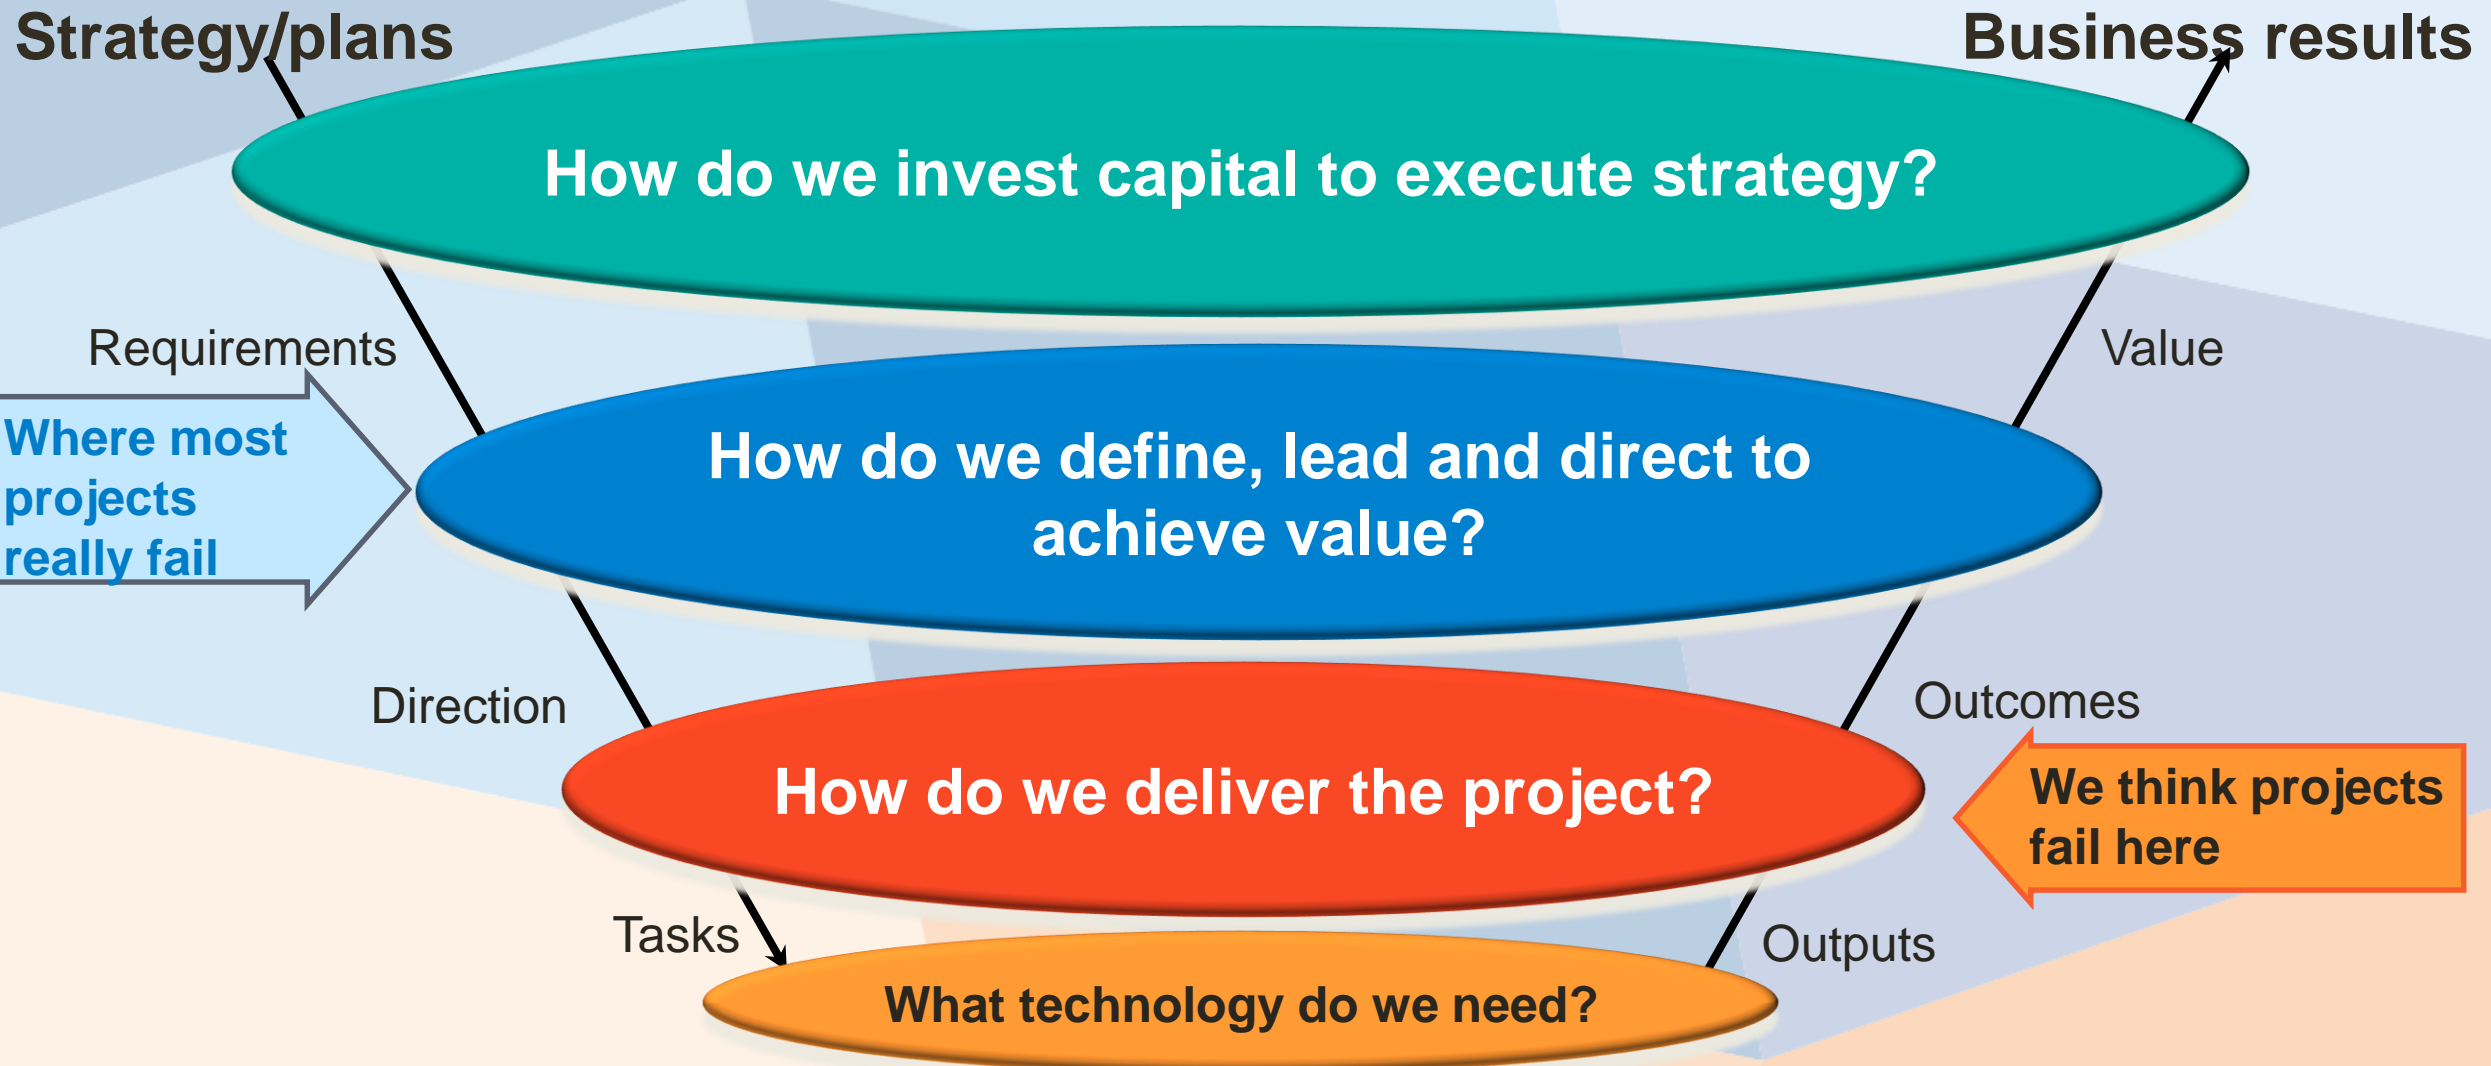 Strategy/plans
Business results
How do we invest capital to execute strategy?
Requirements
Value
Where most
projects
really fail
How do we define, lead and direct to
achieve value?
Direction
Outcomes
How do we deliver the project?
We think projects
fail here
Tasks
Outputs
What technology do we need?